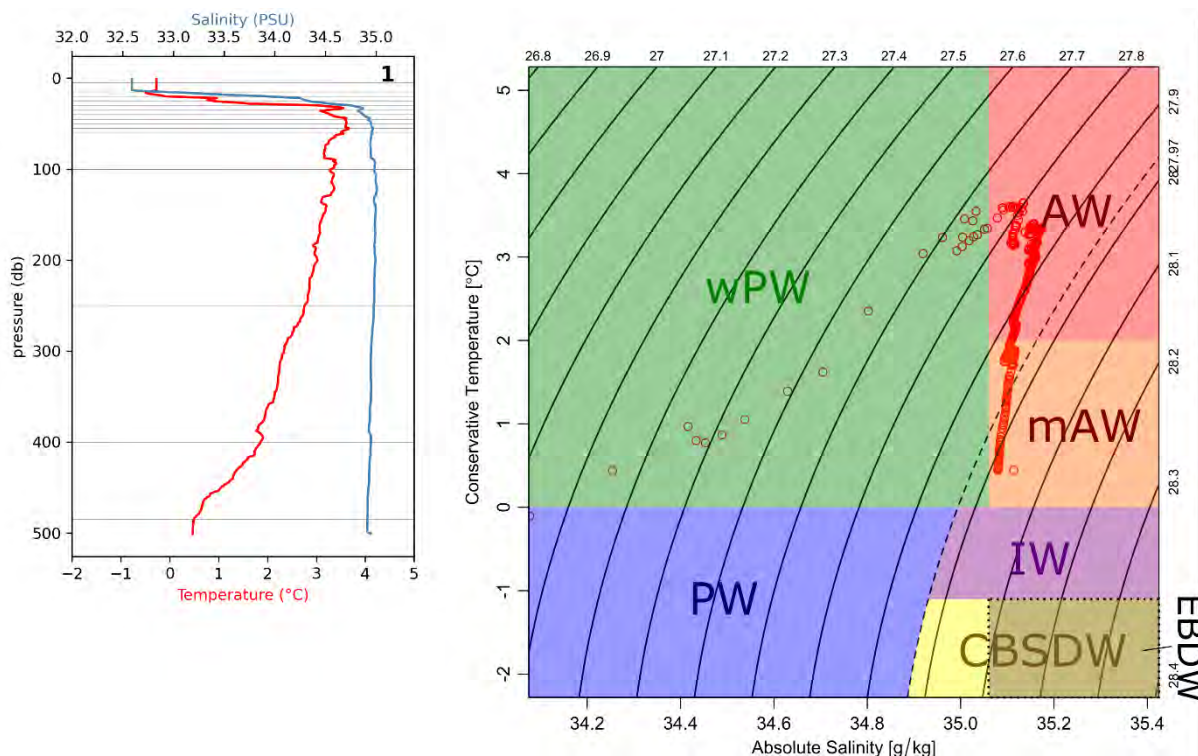 Salinity (PSU)
32.0 32.5 33.0 33.5 34.0 34.5 35.0
1
pressure (db)
0
100
200
300
400
500
−2 −1 0 1 2 3 4 5
Temperature (°C)
26.8 26.9 27 27.1 27.2 27.3 27.4 27.5 27.6 27.7 27.8
27.9
27.97
28
28.1
28.2
28.3
28.4
Conservative Temperature [°C]
5
4
3
2
1
0
-1
-2
AW
wPW
mAW
IW
PW
CBSDW
EBDW
34.2 34.4 34.6 34.8 35.0 35.2 35.4
Absolute Salinity [g/kg]